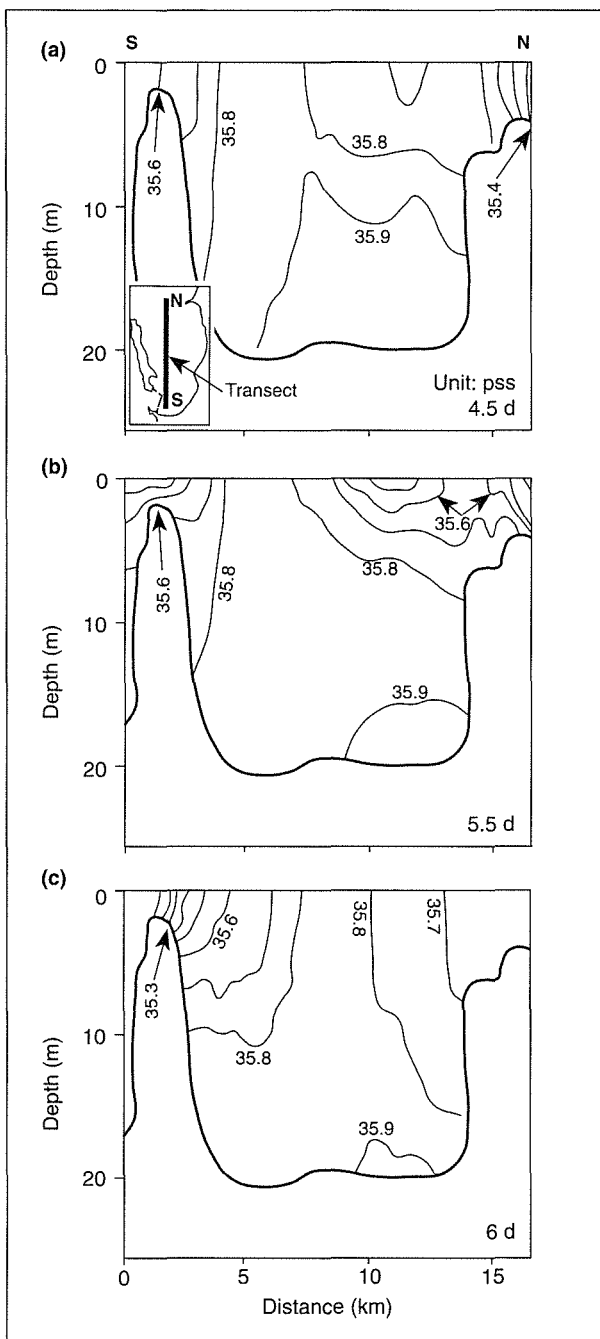 (a)
S
N
0
10
20
Depth (m)
35.6
35.8
35.8
35.9
35.4
N
S
Transect
Unit: pss
4.5 d
(b)
0
10
20
Depth (m)
35.6
35.8
35.6
35.8
35.9
5.5 d
(c)
0
10
20
Depth (m)
35.3
35.6
35.8
35.8
35.7
35.9
6 d
0
5
10
15
Distance (km)